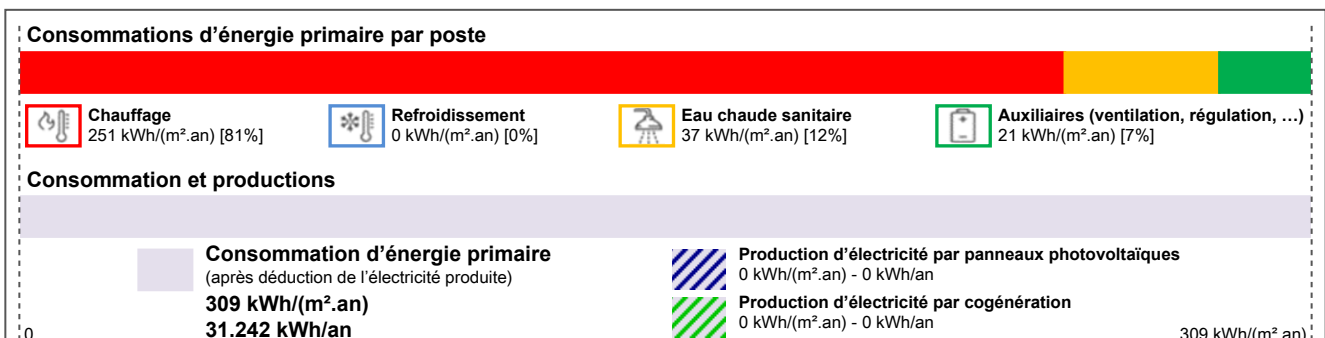 Consommations d'énergie primaire par poste
Chauffage
251 kWh/(m².an) [81%]
Refroidissement
0 kWh/(m².an) [0%]
Eau chaude sanitaire
37 kWh/(m².an) [12%]
Auxiliaires (ventilation, régulation, …)
21 kWh/(m².an) [7%]
Consommation et productions
Consommation d'énergie primaire
(après déduction de l'électricité produite)
309 kWh/(m².an)
31.242 kWh/an
Production d'électricité par panneaux photovoltaïques
0 kWh/(m².an) - 0 kWh/an
Production d'électricité par cogénération
0 kWh/(m².an) - 0 kWh/an
0
309 kWh/(m².an)